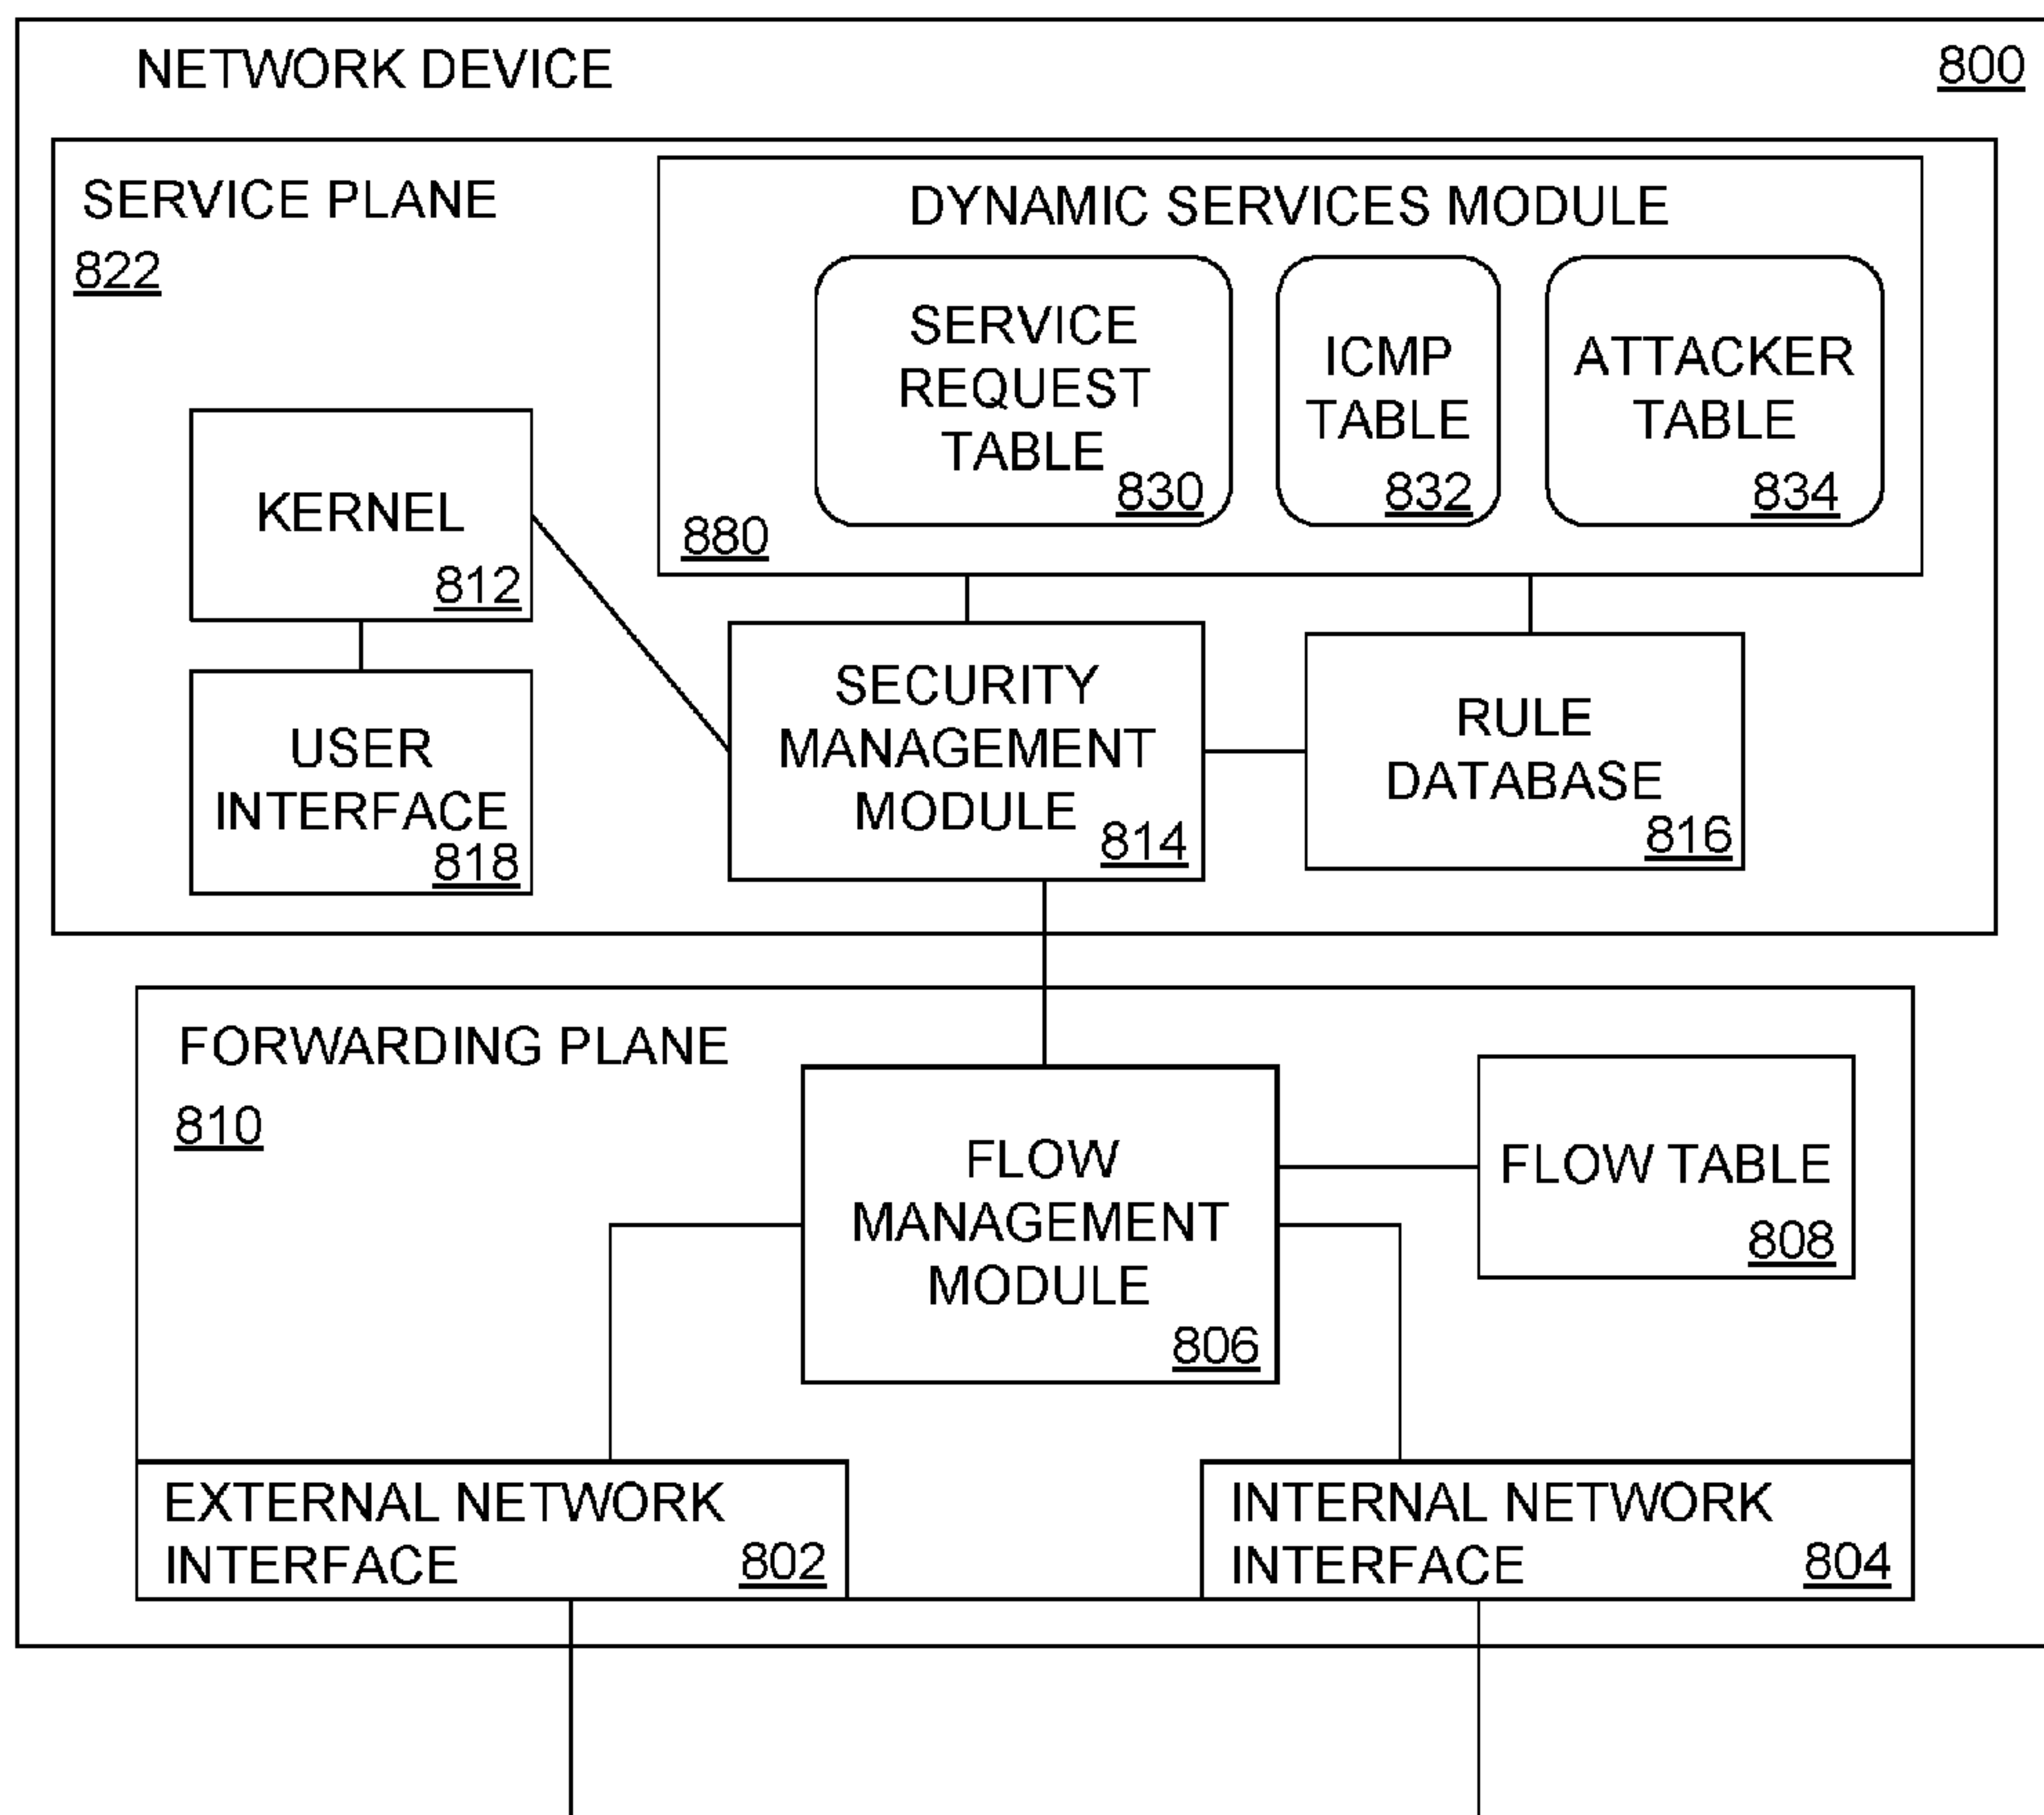 NETWORK DEVICE
800
SERVICE PLANE
822
DYNAMIC SERVICES MODULE
SERVICE
REQUEST
TABLE
830
ICMP
TABLE
832
ATTACKER
TABLE
834
880
KERNEL
812
USER
INTERFACE
818
SECURITY
MANAGEMENT
MODULE
814
RULE
DATABASE
816
FORWARDING PLANE
810
FLOW
MANAGEMENT
MODULE
806
FLOW TABLE
808
EXTERNAL NETWORK
INTERFACE
802
INTERNAL NETWORK
INTERFACE
804